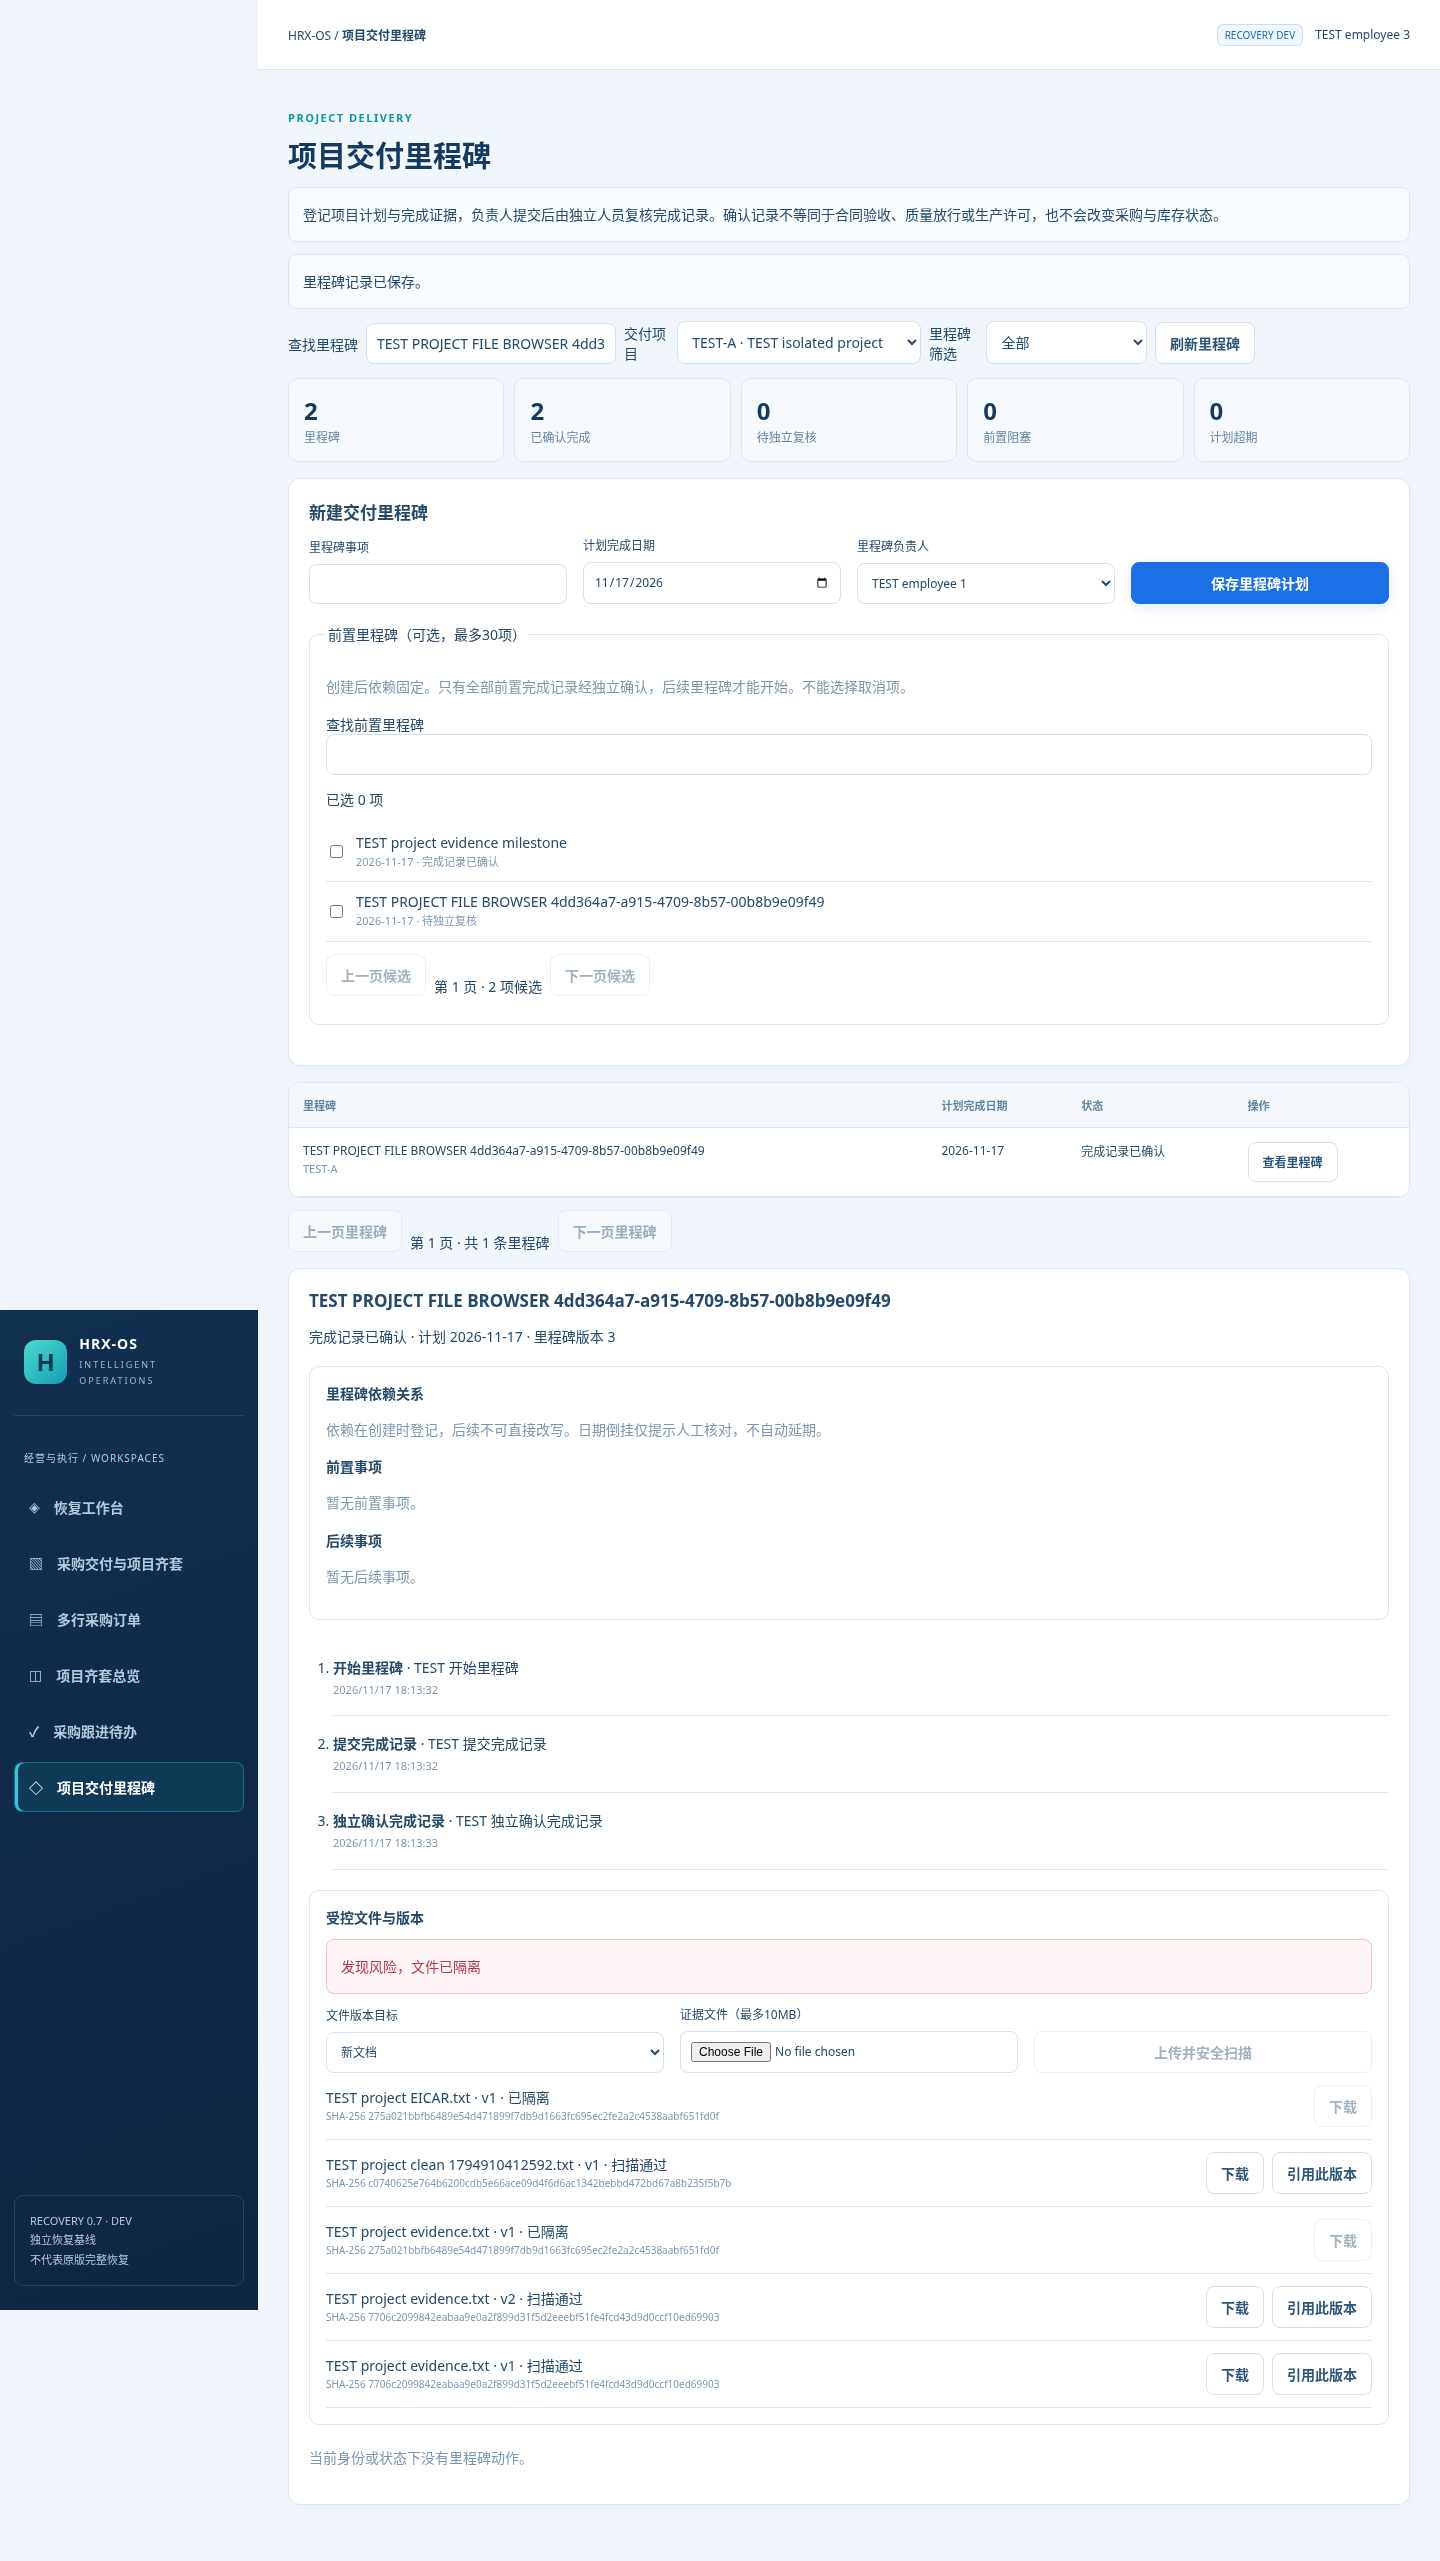 HRX-OS / 项目交付里程碑
RECOVERY DEV
TEST employee 3
PROJECT DELIVERY
项目交付里程碑
登记项目计划与完成证据，负责人提交后由独立人员复核完成记录。确认记录不等同于合同验收、质量放行或生产许可，也不会改变采购与库存状态。
里程碑记录已保存。
查找里程碑
TEST PROJECT FILE BROWSER 4dd3
交付项目
TEST-A · TEST isolated project
里程碑筛选
全部
刷新里程碑
2
里程碑
2
已确认完成
0
待独立复核
0
前置阻塞
0
计划超期
新建交付里程碑
里程碑事项
计划完成日期
11/17/2026
里程碑负责人
TEST employee 1
保存里程碑计划
前置里程碑（可选，最多30项）
创建后依赖固定。只有全部前置完成记录经独立确认，后续里程碑才能开始。不能选择取消项。
查找前置里程碑
已选 0 项
TEST project evidence milestone
2026-11-17 · 完成记录已确认
TEST PROJECT FILE BROWSER 4dd364a7-a915-4709-8b57-00b8b9e09f49
2026-11-17 · 待独立复核
上一页候选
第 1 页 · 2 项候选
下一页候选
里程碑
计划完成日期
状态
操作
TEST PROJECT FILE BROWSER 4dd364a7-a915-4709-8b57-00b8b9e09f49
TEST-A
2026-11-17
完成记录已确认
查看里程碑
上一页里程碑
第 1 页 · 共 1 条里程碑
下一页里程碑
TEST PROJECT FILE BROWSER 4dd364a7-a915-4709-8b57-00b8b9e09f49
完成记录已确认 · 计划 2026-11-17 · 里程碑版本 3
里程碑依赖关系
依赖在创建时登记，后续不可直接改写。日期倒挂仅提示人工核对，不自动延期。
前置事项
暂无前置事项。
后续事项
暂无后续事项。
1. 开始里程碑 · TEST 开始里程碑
2026/11/17 18:13:32
2. 提交完成记录 · TEST 提交完成记录
2026/11/17 18:13:32
3. 独立确认完成记录 · TEST 独立确认完成记录
2026/11/17 18:13:33
受控文件与版本
发现风险，文件已隔离
文件版本目标
新文档
证据文件（最多10MB）
Choose File No file chosen
上传并安全扫描
TEST project EICAR.txt · v1 · 已隔离
SHA-256 275a021bbfb6489e54d471899f7db9d1663fc695ec2fe2a2c4538aabf651fd0f
下载
TEST project clean 1794910412592.txt · v1 · 扫描通过
SHA-256 c0740625e764b6200cdb5e66ace09d4f6d6ac1342bebbd472bd67a8b235f5b7b
下载
引用此版本
TEST project evidence.txt · v1 · 已隔离
SHA-256 275a021bbfb6489e54d471899f7db9d1663fc695ec2fe2a2c4538aabf651fd0f
下载
TEST project evidence.txt · v2 · 扫描通过
SHA-256 7706c2099842eabaa9e0a2f899d31f5d2eeebf51fe4fcd43d9d0ccf10ed69903
下载
引用此版本
TEST project evidence.txt · v1 · 扫描通过
SHA-256 7706c2099842eabaa9e0a2f899d31f5d2eeebf51fe4fcd43d9d0ccf10ed69903
下载
引用此版本
当前身份或状态下没有里程碑动作。
H
HRX-OS
INTELLIGENT
OPERATIONS
经营与执行 / WORKSPACES
恢复工作台
采购交付与项目齐套
多行采购订单
项目齐套总览
采购跟进待办
项目交付里程碑
RECOVERY 0.7 · DEV
独立恢复基线
不代表原版完整恢复